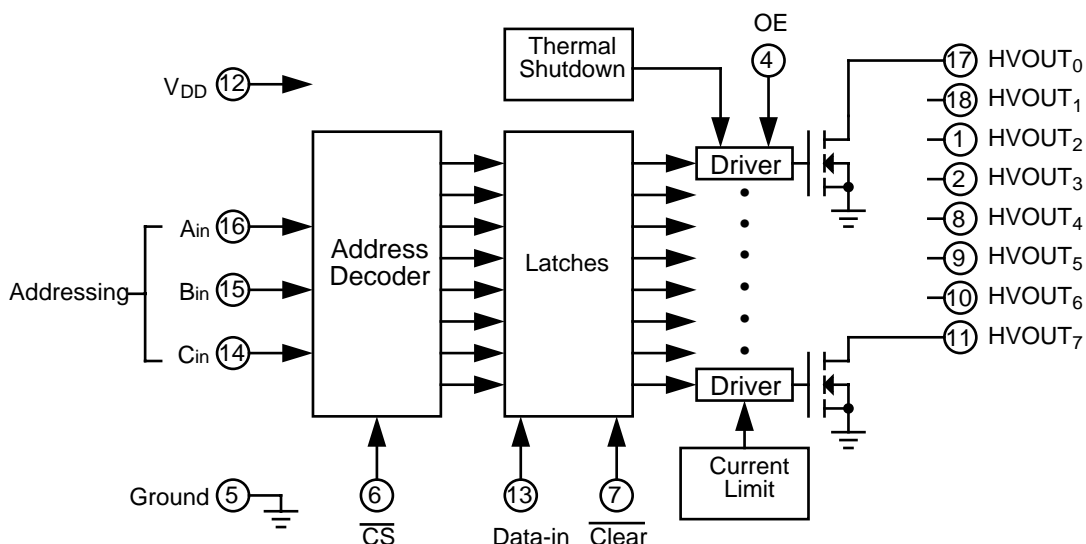 OE
Thermal
Shutdown
4
17 HVOUT0
VDD 12
18 HVOUT1
1 HVOUT2
Driver
2 HVOUT3
Ain 16
8 HVOUT4
Address
Decoder
Latches
9 HVOUT5
Addressing
Bin 15
10 HVOUT6
11 HVOUT7
Cin 14
Driver
Current
Limit
Ground 5
6
13
7
CS
Data-in
Clear